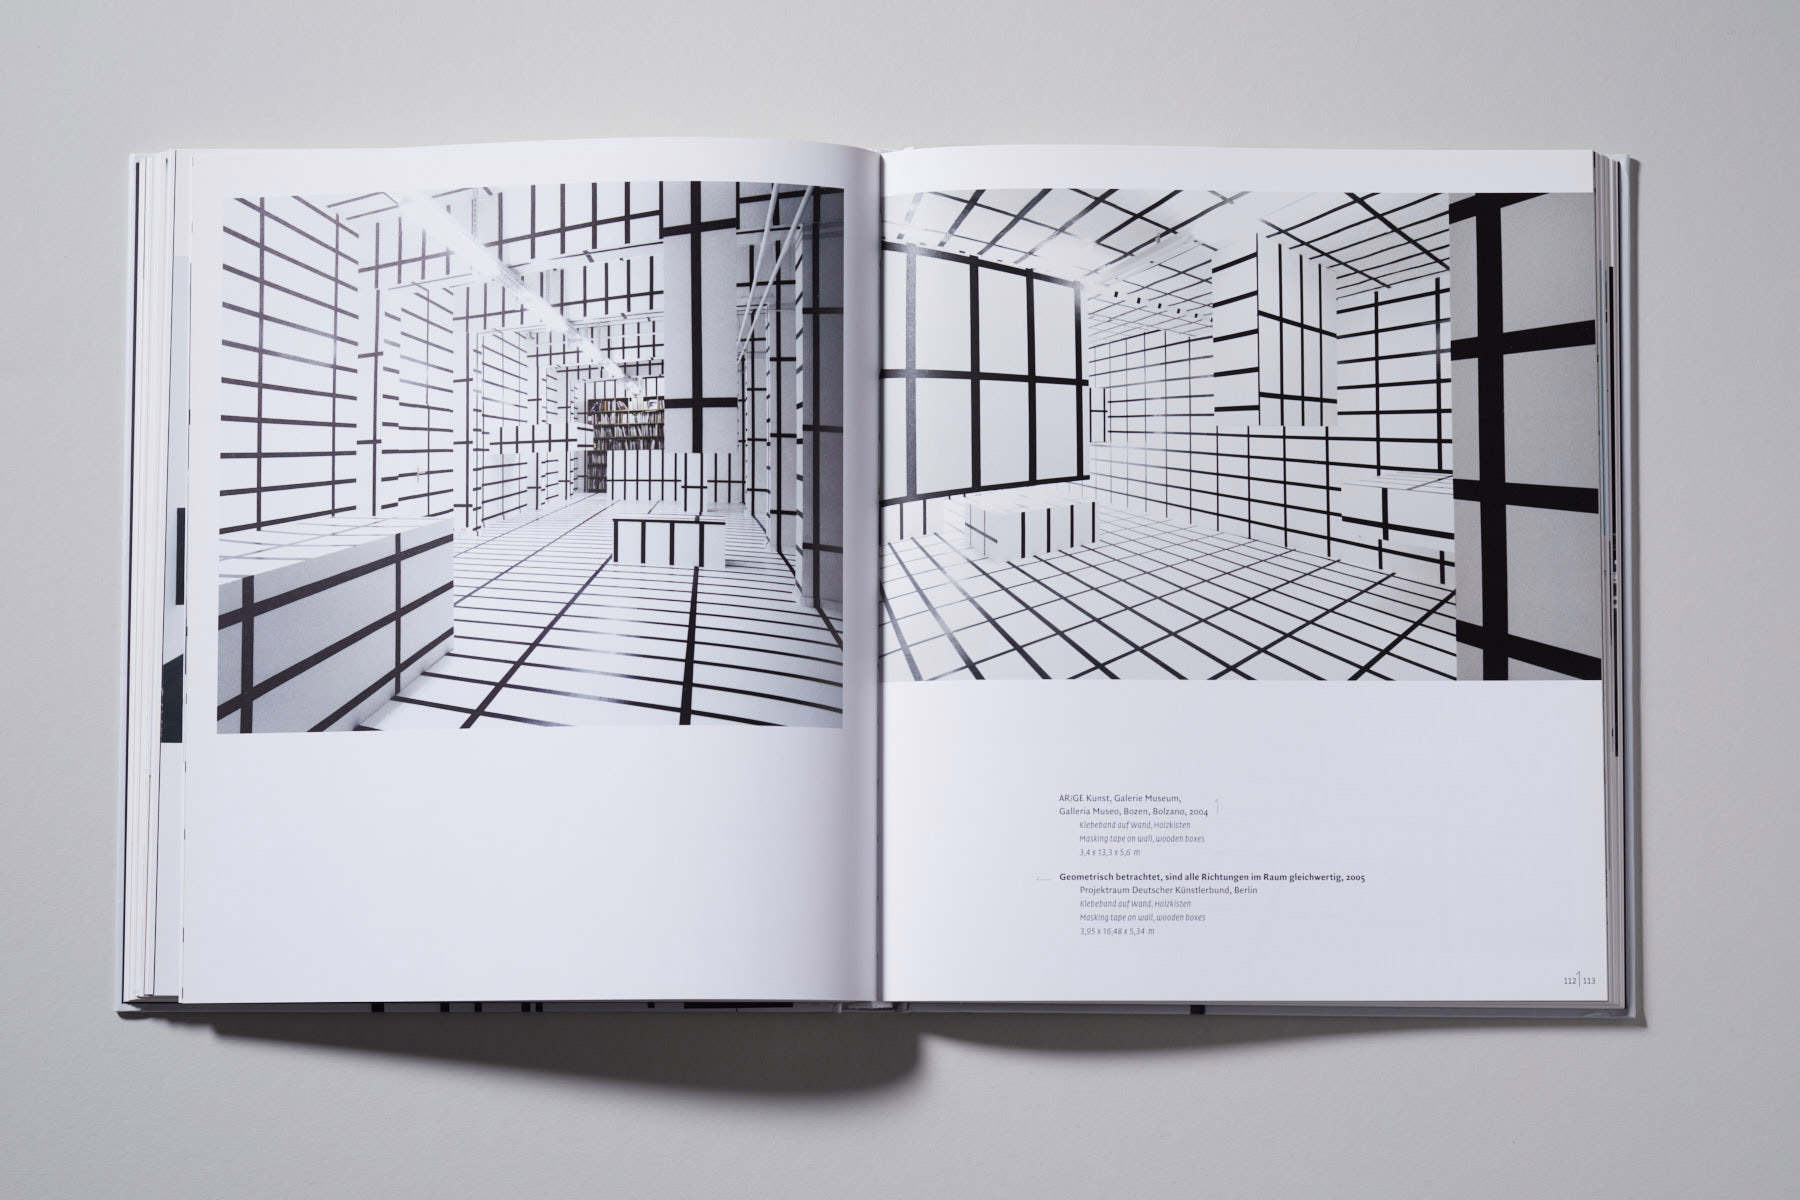 AR/GE Kunst, Galerie Museum,
Galleria Museo, Bozen, Bolzano, 2004
Klebeband auf Wand, Holzkisten
Masking tape on wall, wooden boxes
3,4 x 13,3 x 5,6 m
Geometrisch betrachtet, sind alle Richtungen im Raum gleichwertig, 2005
Projektraum Deutscher Künstlerbund, Berlin
Klebeband auf Wand, Holzkisten
Masking tape on wall, wooden boxes
3,95 x 16,48 x 5,34 m
112 113